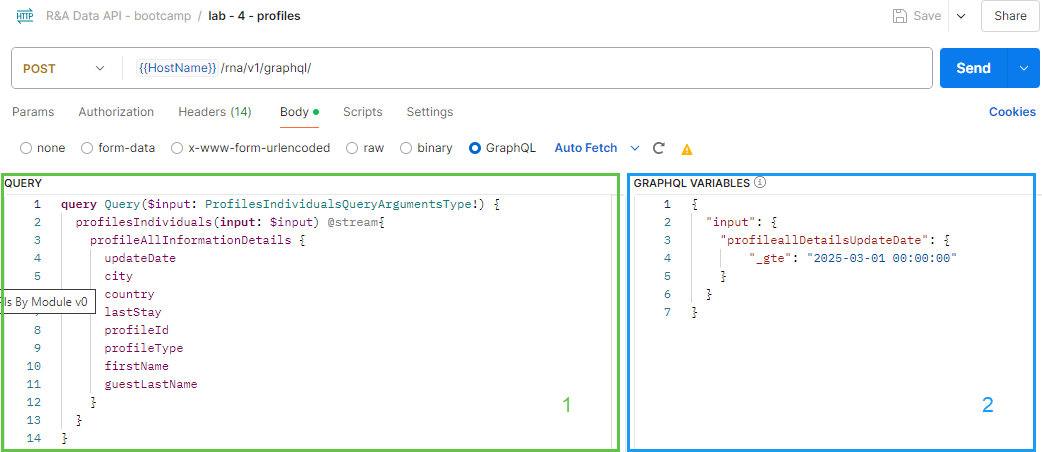 HTTP R&A Data API - bootcamp / lab - 4 - profiles Save Share
POST {{HostName}} /rna/v1/graphql/ Send
Params Authorization Headers (14) Body Scripts Settings Cookies
none form-data x-www-form-urlencoded raw binary GraphQL Auto Fetch
QUERY
1 query Query($input: ProfilesIndividualsQueryArgumentsType!) {
2 profilesIndividuals(input: $input) @stream{
3 profileAllInformationDetails {
4 updateDate
5 city
country
ls By Module v0
lastStay
8 profileId
9 profileType
10 firstName
11 guestLastName
12 }
13 }
14 }
1
GRAPHQL VARIABLES
1 {
2 "input": {
3 "profileallDetailsUpdateDate": {
4 "_gte": "2025-03-01 00:00:00"
5 }
6 }
7 }
2